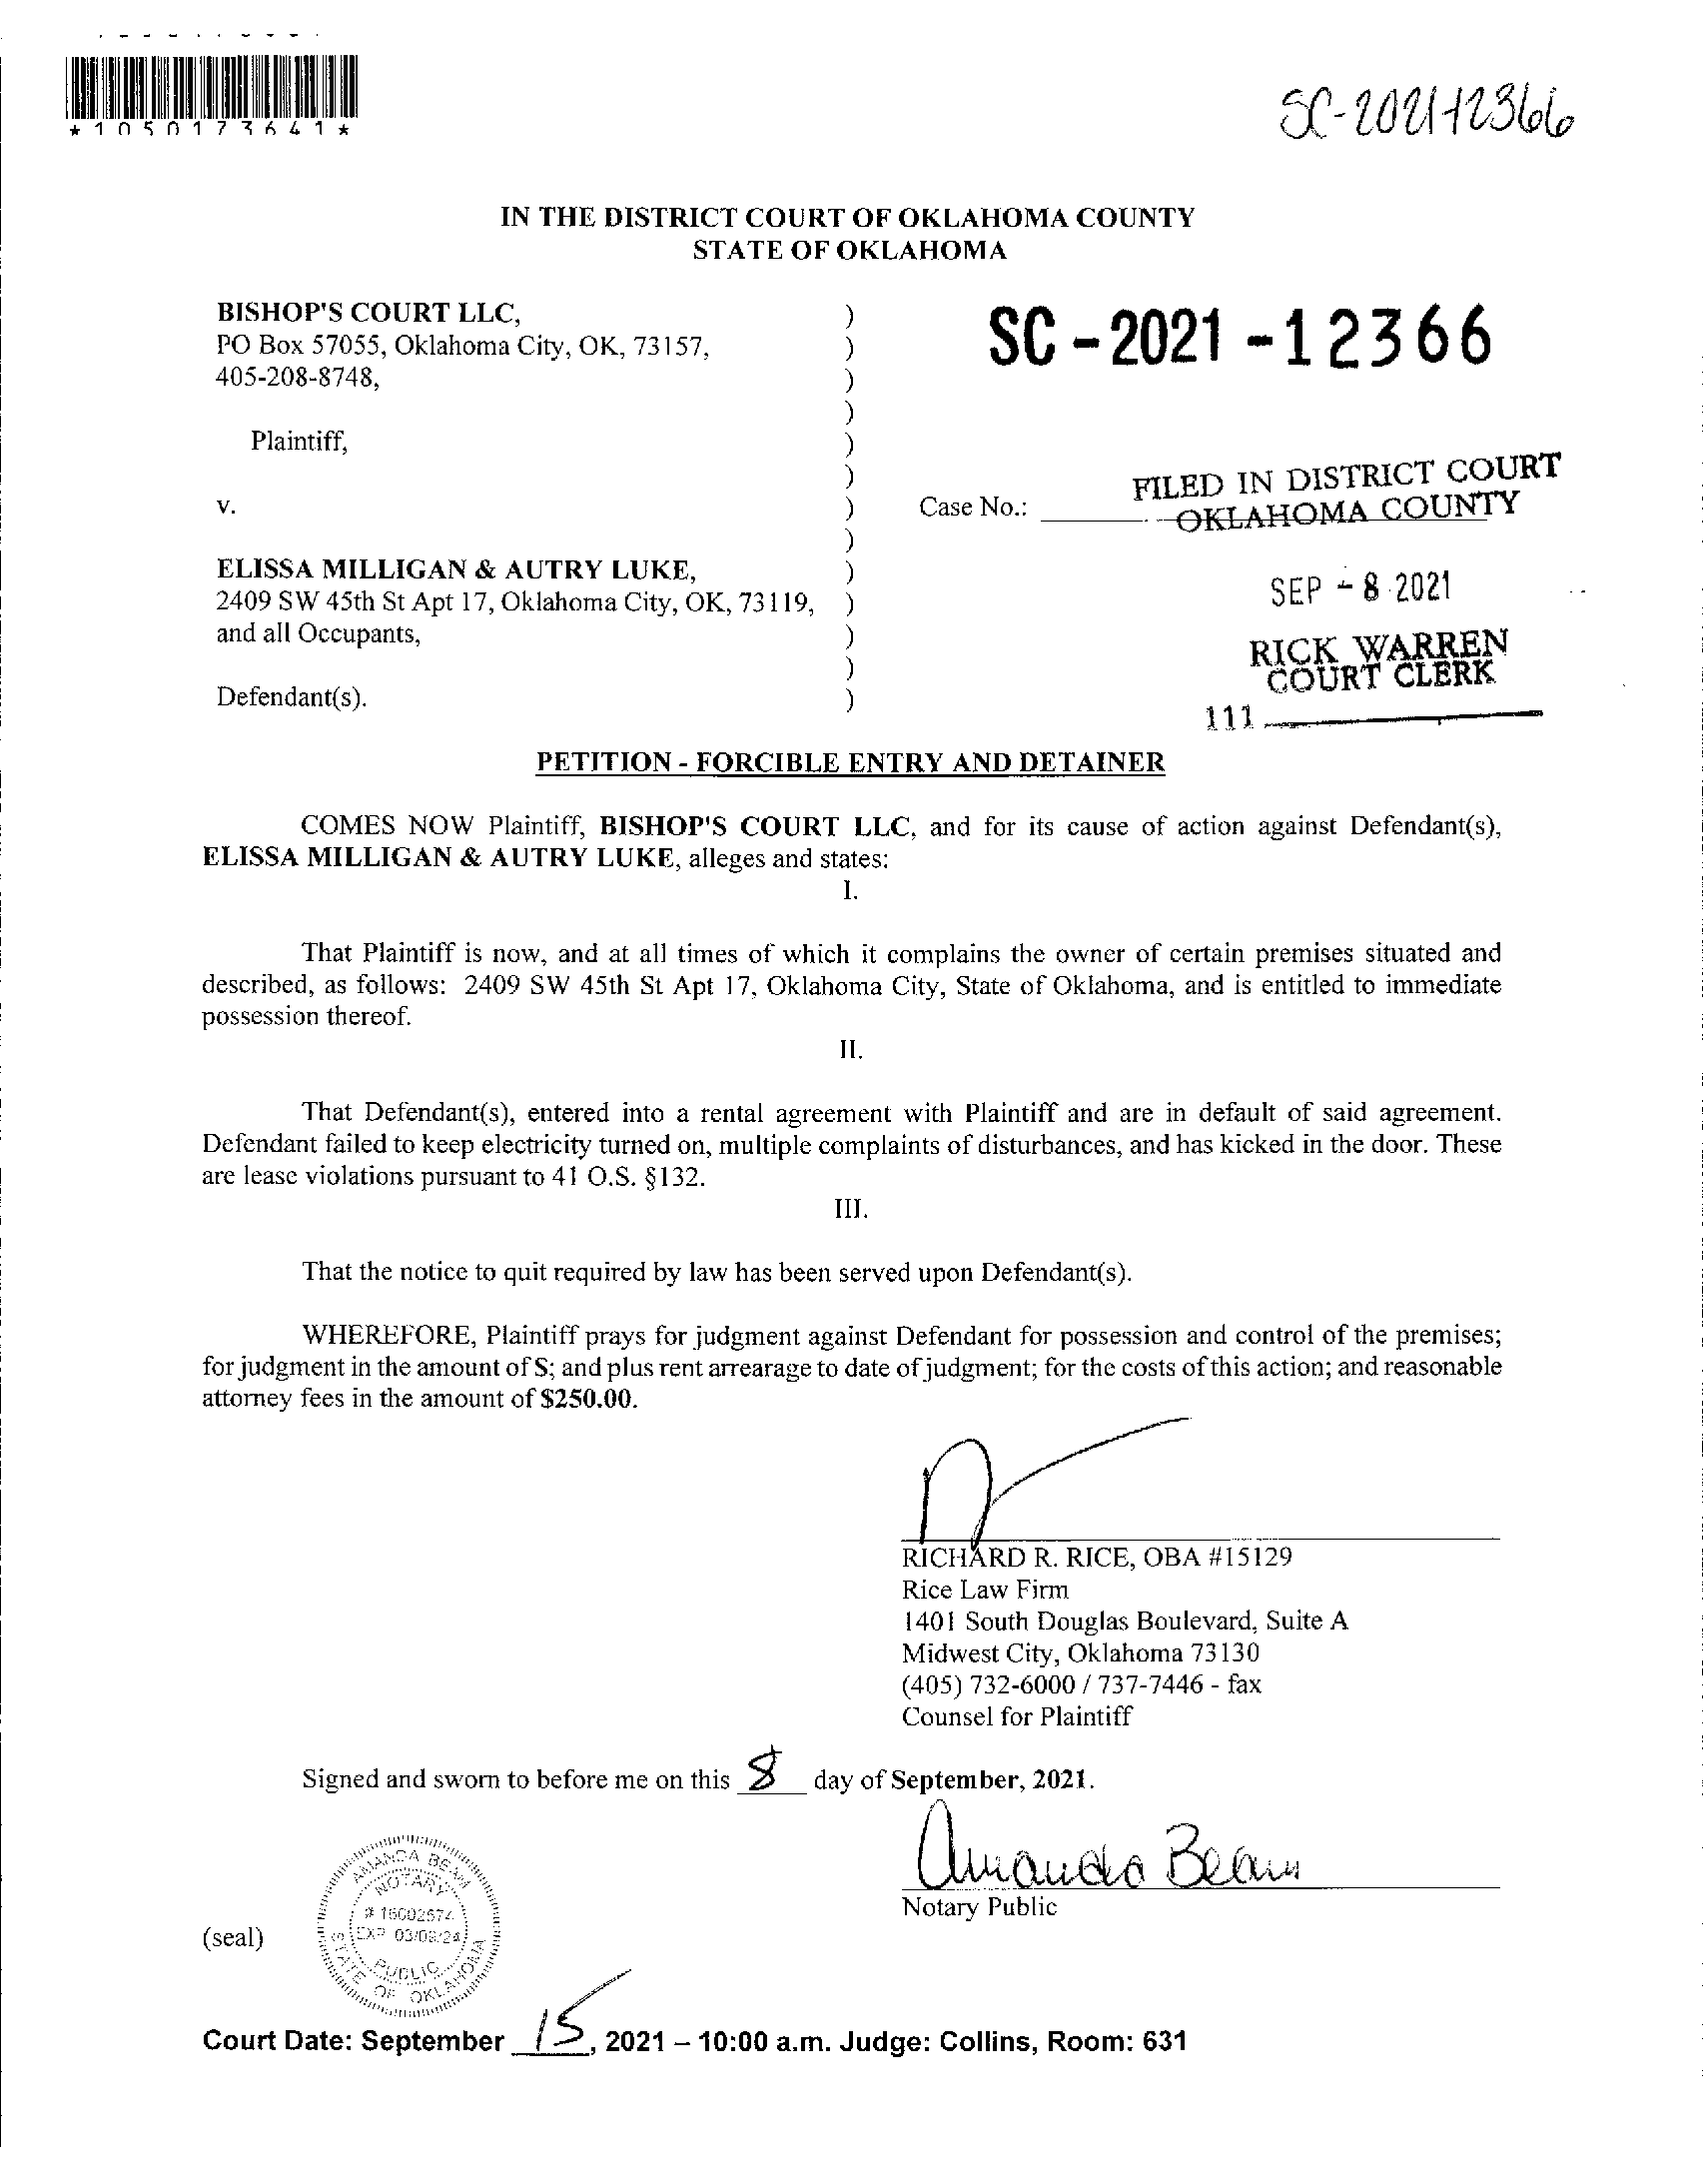 *1050173641*
SC-2021-12366
IN THE DISTRICT COURT OF OKLAHOMA COUNTY
STATE OF OKLAHOMA
BISHOP'S COURT LLC, )
PO Box 57055, Oklahoma City, OK, 73157, )
405-208-8748, )
)
Plaintiff, )
)
v. )
)
ELISSA MILLIGAN & AUTRY LUKE, )
2409 SW 45th St Apt 17, Oklahoma City, OK, 73119, )
and all Occupants, )
)
Defendant(s). )
SC-2021-12366
Case No.:
FILED IN DISTRICT COURT
OKLAHOMA COUNTY
SEP - 8 2021
RICK WARREN
COURT CLERK
111
PETITION - FORCIBLE ENTRY AND DETAINER
COMES NOW Plaintiff, BISHOP'S COURT LLC, and for its cause of action against Defendant(s),
ELISSA MILLIGAN & AUTRY LUKE, alleges and states:
I.
That Plaintiff is now, and at all times of which it complains the owner of certain premises situated and
described, as follows: 2409 SW 45th St Apt 17, Oklahoma City, State of Oklahoma, and is entitled to immediate
possession thereof.
II.
That Defendant(s), entered into a rental agreement with Plaintiff and are in default of said agreement.
Defendant failed to keep electricity turned on, multiple complaints of disturbances, and has kicked in the door. These
are lease violations pursuant to 41 O.S. §132.
III.
That the notice to quit required by law has been served upon Defendant(s).
WHEREFORE, Plaintiff prays for judgment against Defendant for possession and control of the premises;
for judgment in the amount of $; and plus rent arrearage to date of judgment; for the costs of this action; and reasonable
attorney fees in the amount of $250.00.
RICHARD R. RICE, OBA #15129
Rice Law Firm
1401 South Douglas Boulevard, Suite A
Midwest City, Oklahoma 73130
(405) 732-6000 / 737-7446 - fax
Counsel for Plaintiff
Signed and sworn to before me on this 8 day of September, 2021.
Amanda Beam
Notary Public
(seal)
AMANDA BEAM
NOTARY
# 16002574
EXP 03/08/24
PUBLIC
STATE OF OKLAHOMA
Court Date: September 15, 2021 – 10:00 a.m. Judge: Collins, Room: 631